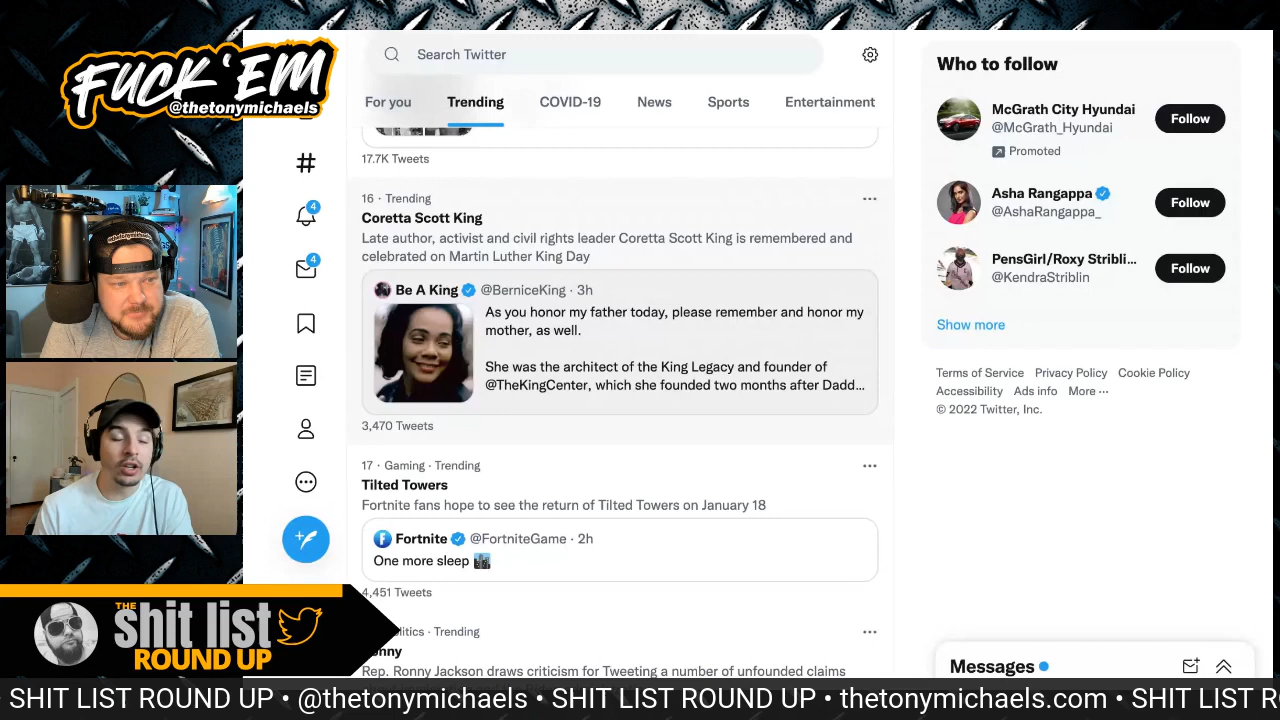 FUCK 'EM
@thetonymichaels
Search Twitter
For you
Trending
COVID-19
News
Sports
Entertainment
17.7K Tweets
16 · Trending
Coretta Scott King
Late author, activist and civil rights leader Coretta Scott King is remembered and
celebrated on Martin Luther King Day
Be A King @BerniceKing · 3h
As you honor my father today, please remember and honor my
mother, as well.
She was the architect of the King Legacy and founder of
@TheKingCenter, which she founded two months after Dadd...
3,470 Tweets
17 · Gaming · Trending
Tilted Towers
Fortnite fans hope to see the return of Tilted Towers on January 18
Fortnite @FortniteGame · 2h
One more sleep
4,451 Tweets
litics · Trending
nny
Rep. Ronny Jackson draws criticism for Tweeting a number of unfounded claims
4
4
Who to follow
McGrath City Hyundai
@McGrath_Hyundai
Promoted
Follow
Asha Rangappa
@AshaRangappa_
Follow
PensGirl/Roxy Stribli...
@KendraStriblin
Follow
Show more
Terms of Service Privacy Policy Cookie Policy
Accessibility Ads info More ···
© 2022 Twitter, Inc.
Messages
THE
shit list
ROUND UP
• SHIT LIST ROUND UP • @thetonymichaels • SHIT LIST ROUND UP • thetonymichaels.com • SHIT LIST R